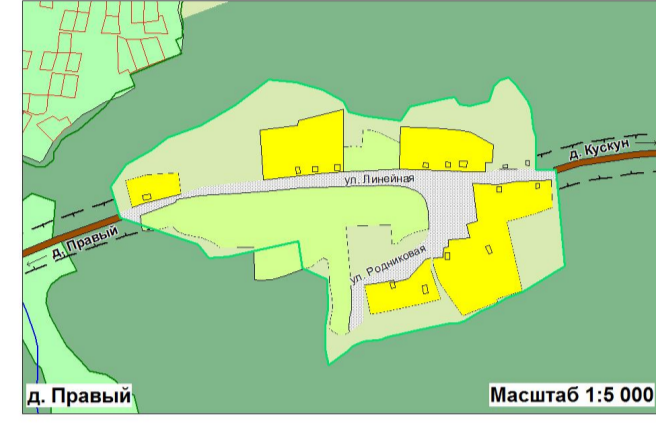 д. Кускун
ул. Линейная
д. Правый
ул. Родниковая
д. Правый
Масштаб 1:5 000